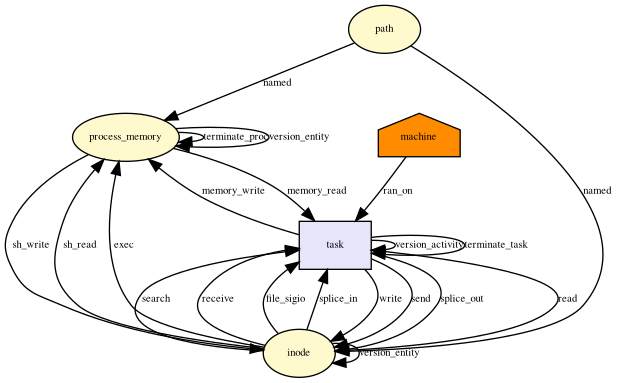 path
named
process_memory
terminate_proc
version_entity
machine
memory_write
memory_read
ran_on
named
sh_write
sh_read
exec
task
version_activity
terminate_task
search
receive
file_sigio
splice_in
write
send
splice_out
read
inode
version_entity